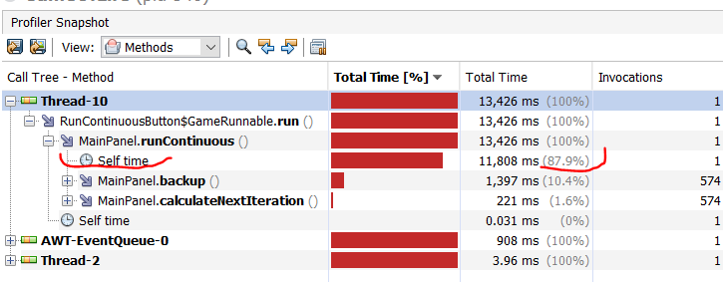 Profiler Snapshot
View: Methods
Call Tree - Method Total Time [%] Total Time Invocations
Thread-10 13,426 ms (100%) 1
RunContinuousButton$GameRunnable.run () 13,426 ms (100%) 1
MainPanel.runContinuous () 13,426 ms (100%) 1
Self time 11,808 ms (87.9%) 1
MainPanel.backup () 1,397 ms (10.4%) 574
MainPanel.calculateNextIteration () 221 ms (1.6%) 574
Self time 0.031 ms (0%) 1
AWT-EventQueue-0 908 ms (100%) 1
Thread-2 3.96 ms (100%) 1